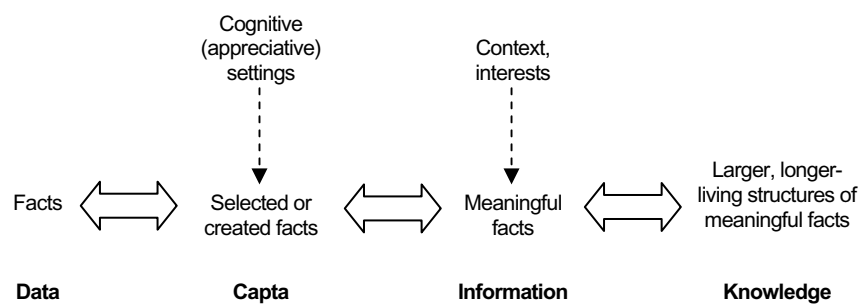 Cognitive
(appreciative)
settings
Context,
interests
Facts
Selected or
created facts
Meaningful
facts
Larger, longer-
living structures of
meaningful facts
Data
Capta
Information
Knowledge